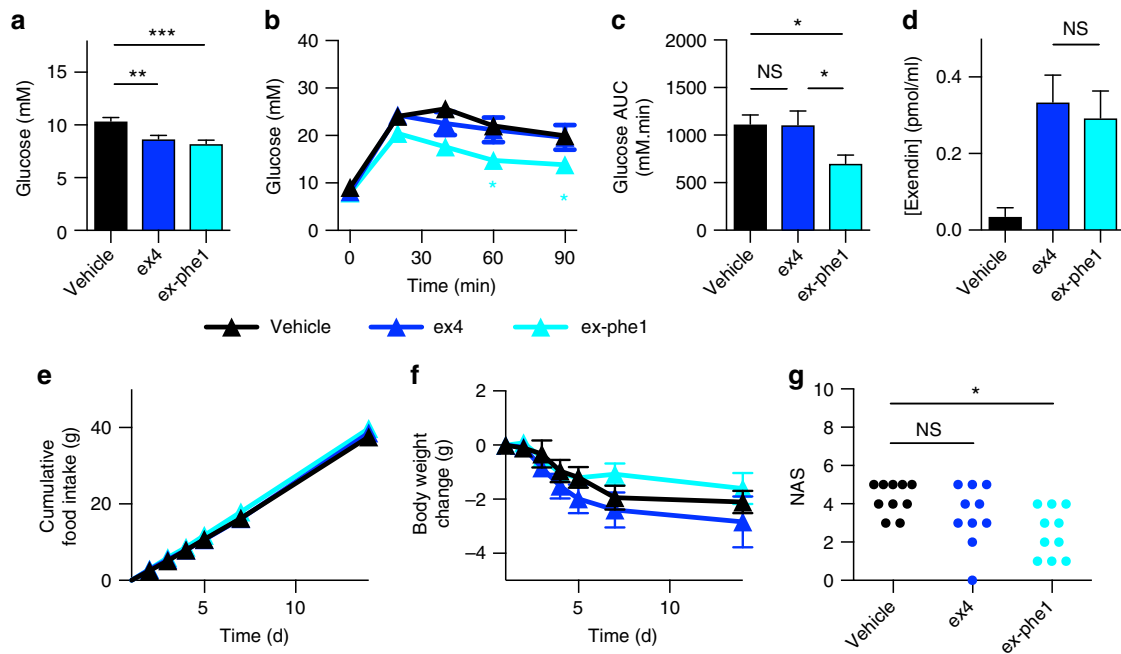 a
***
**
15
10
5
0
Glucose (mM)
Vehicle
ex4
ex-phe1
b
40
30
20
10
0
Glucose (mM)
*
*
0
30
60
90
Time (min)
c
*
NS
*
2000
1500
1000
500
0
Glucose AUC
(mM.min)
Vehicle
ex4
ex-phe1
d
NS
0.4
0.2
0.0
[Exendin] (pmol/ml)
Vehicle
ex4
ex-phe1
Vehicle
ex4
ex-phe1
e
40
20
0
Cumulative
food intake (g)
5
10
Time (d)
f
2
0
−2
−4
Body weight
change (g)
5
10
Time (d)
g
*
NS
10
8
6
4
2
0
NAS
Vehicle
ex4
ex-phe1